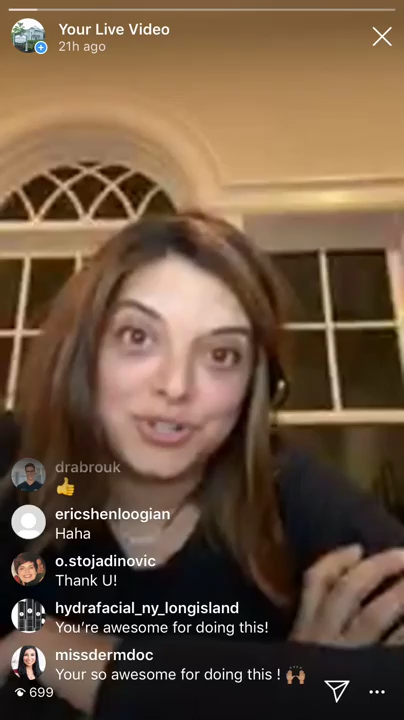 Your Live Video
21h ago
drabrouk
👍
ericshenloogian
Haha
o.stojadinovic
Thank U!
hydrafacial_ny_longisland
You're awesome for doing this!
missdermdoc
Your so awesome for doing this ! 🙌🏽
699